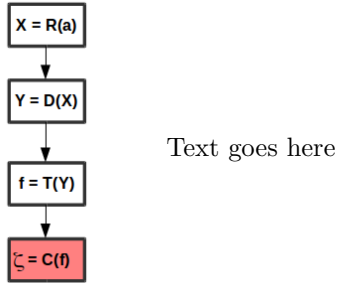 X = R(a)
Y = D(X)
Text goes here
f = T(Y)
ζ = C(f)